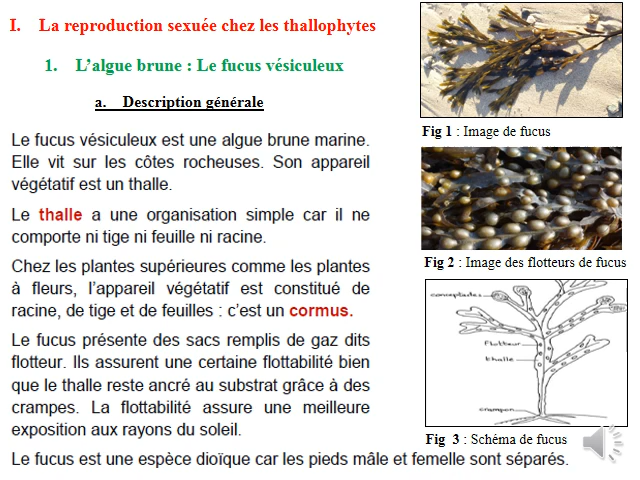 I. La reproduction sexuée chez les thallophytes
1. L'algue brune : Le fucus vésiculeux
a. Description générale
Le fucus vésiculeux est une algue brune marine.
Elle vit sur les côtes rocheuses. Son appareil
végétatif est un thalle.
Le thalle a une organisation simple car il ne
comporte ni tige ni feuille ni racine.
Chez les plantes supérieures comme les plantes
à fleurs, l'appareil végétatif est constitué de
racine, de tige et de feuilles : c'est un cormus.
Le fucus présente des sacs remplis de gaz dits
flotteur. Ils assurent une certaine flottabilité bien
que le thalle reste ancré au substrat grâce à des
crampes. La flottabilité assure une meilleure
exposition aux rayons du soleil.
Le fucus est une espèce dioïque car les pieds mâle et femelle sont séparés.
Fig 1 : Image de fucus
Fig 2 : Image des flotteurs de fucus
conceptacles
flotteur
thalle
crampon
Fig 3 : Schéma de fucus